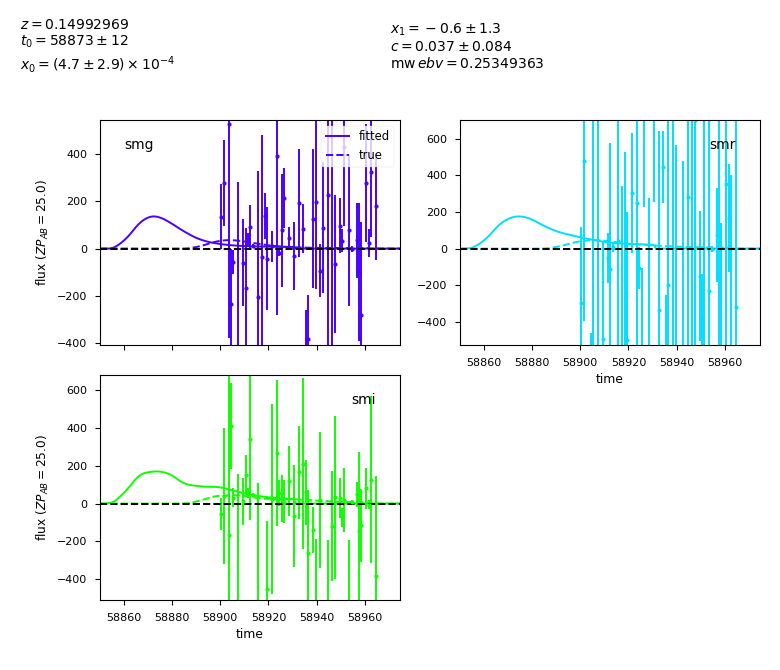 z = 0.14992969
t₀ = 58873 ± 12
x₀ = (4.7 ± 2.9) × 10⁻⁴
x₁ = −0.6 ± 1.3
c = 0.037 ± 0.084
mw ebv = 0.25349363
smg
fitted
true
400
200
0
−200
−400
flux (ZP_AB = 25.0)
smr
600
400
200
0
−200
−400
58860 58880 58900 58920 58940 58960
time
smi
600
400
200
0
−200
−400
flux (ZP_AB = 25.0)
58860 58880 58900 58920 58940 58960
time